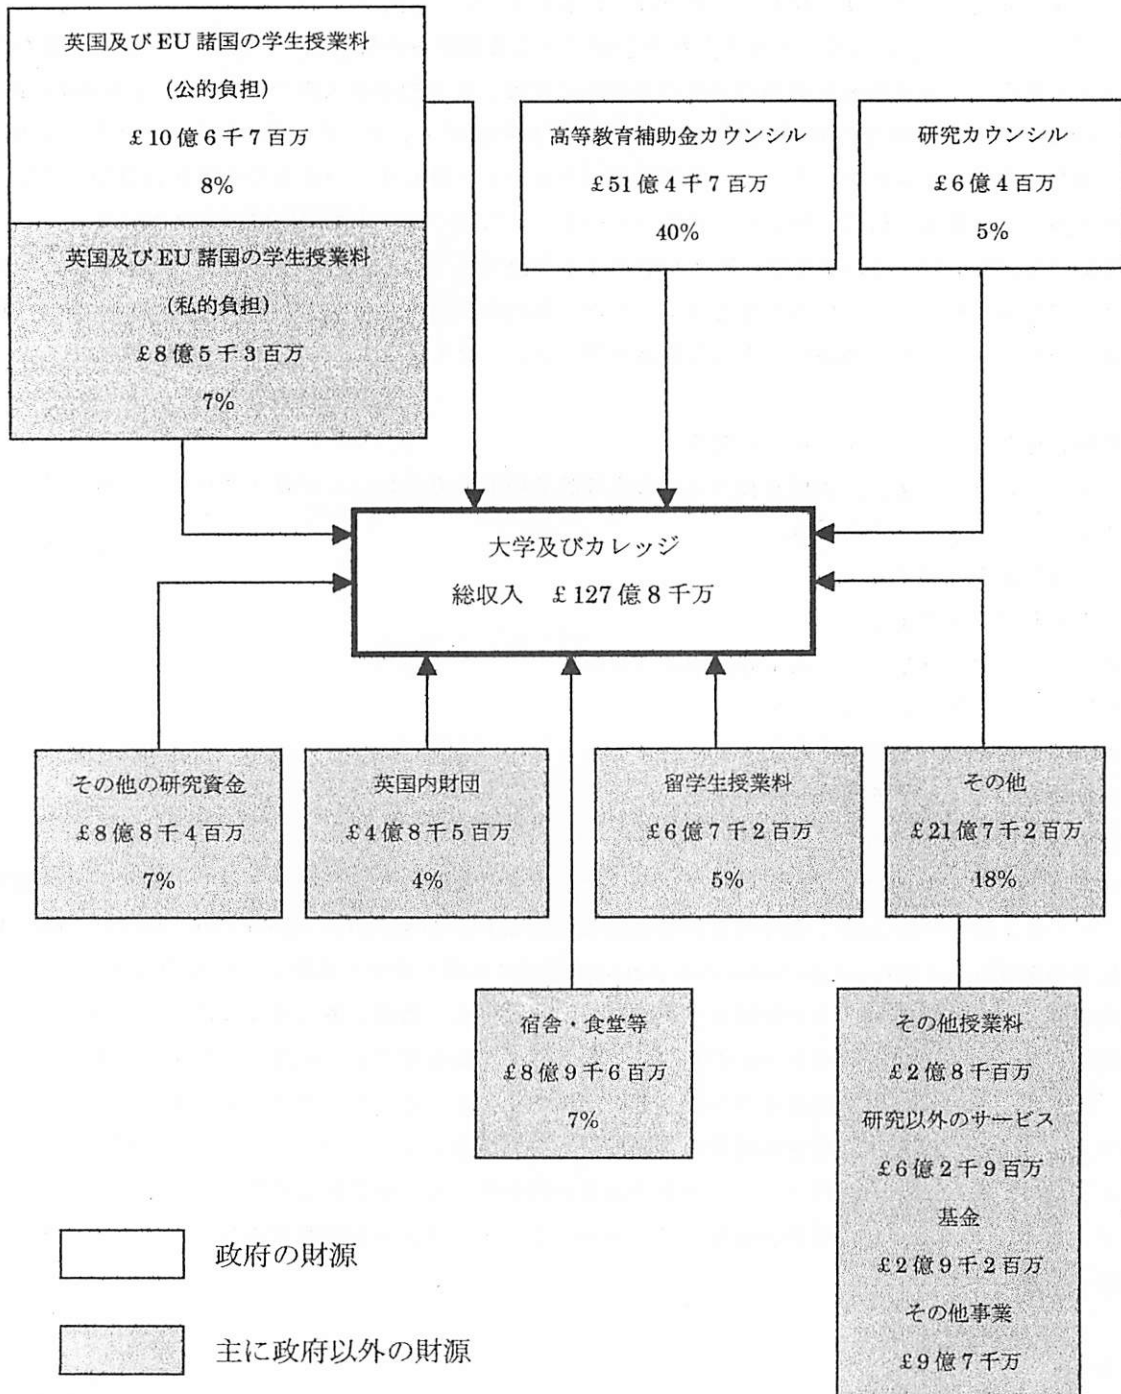 英国及びEU諸国の学生授業料
(公的負担)
£10億6千7百万
8%
英国及びEU諸国の学生授業料
(私的負担)
£8億5千3百万
7%
高等教育補助金カウンシル
£51億4千7百万
40%
研究カウンシル
£6億4百万
5%
大学及びカレッジ
総収入 £127億8千万
その他の研究資金
£8億8千4百万
7%
英国内財団
£4億8千5百万
4%
留学生授業料
£6億7千2百万
5%
その他
£21億7千2百万
18%
宿舎・食堂等
£8億9千6百万
7%
その他授業料
£2億8千百万
研究以外のサービス
£6億2千9百万
基金
£2億9千2百万
その他事業
£9億7千万
政府の財源
主に政府以外の財源